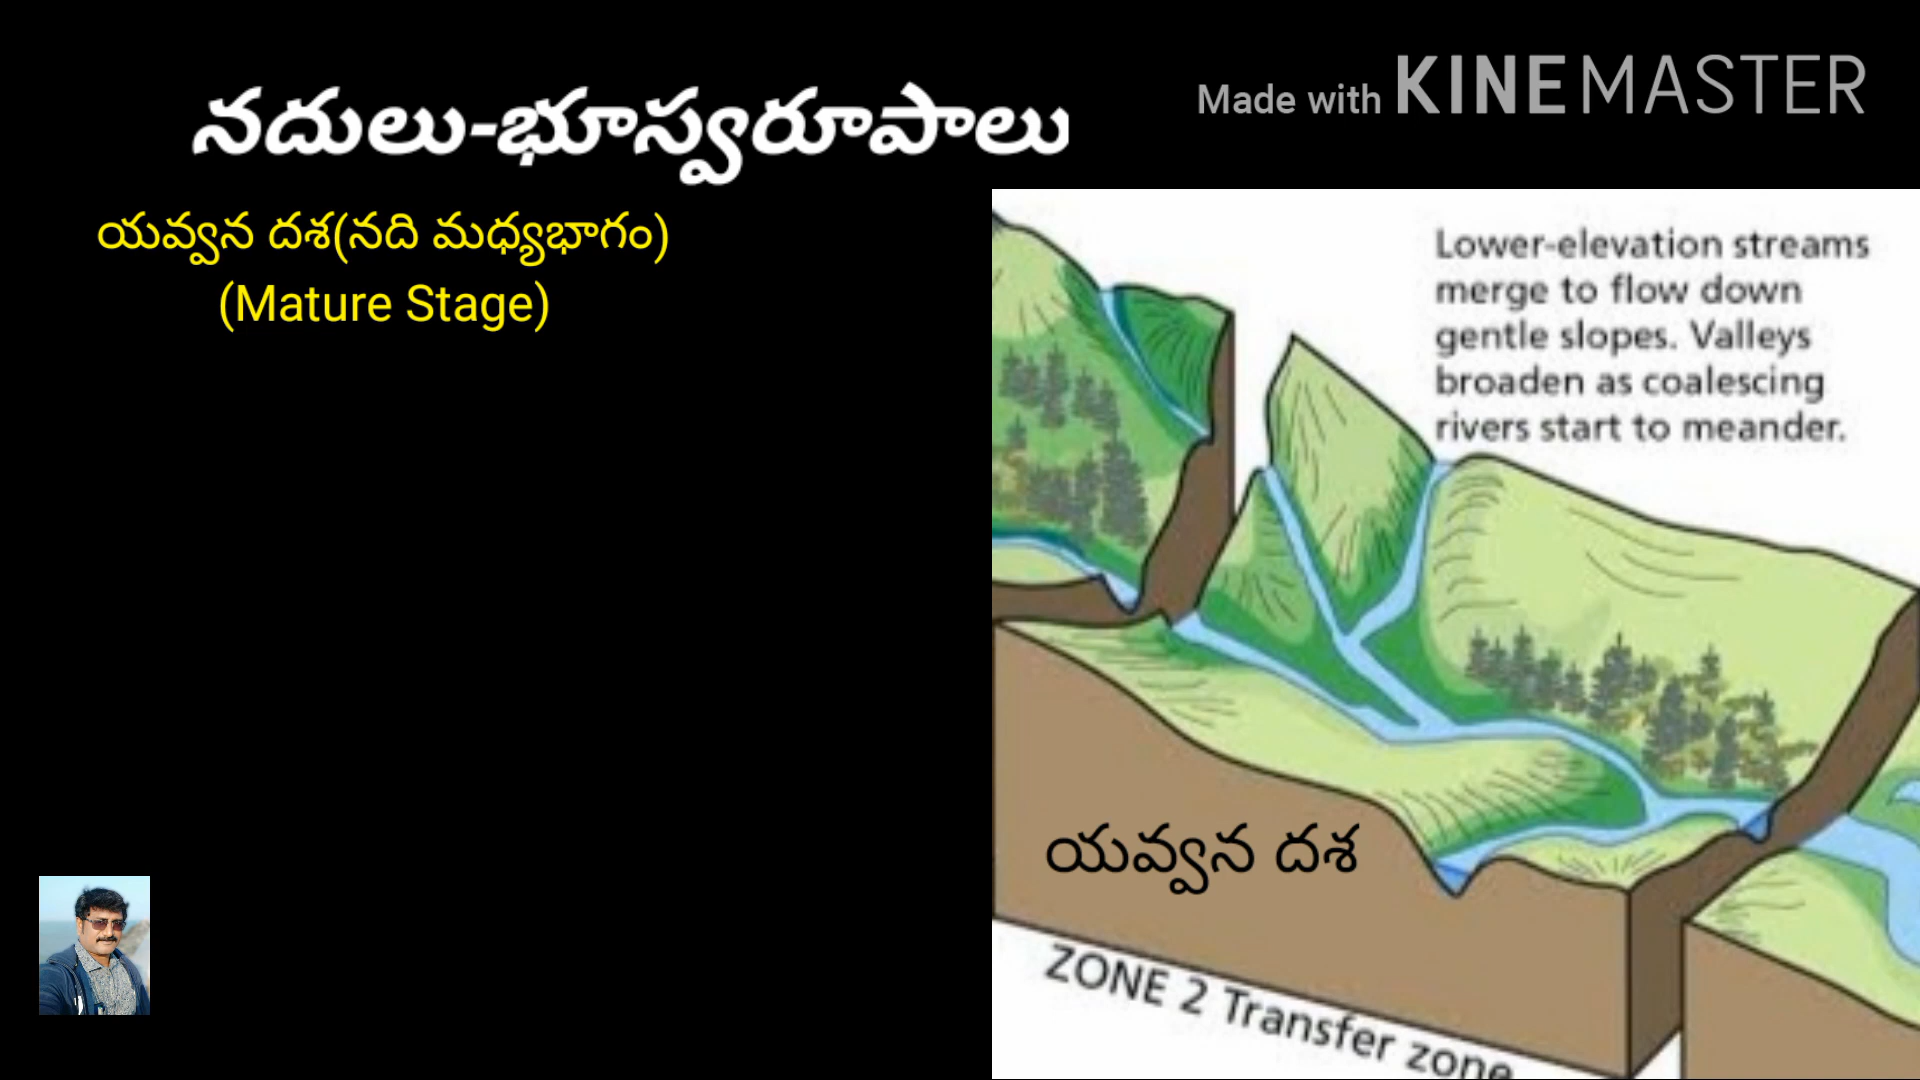 Made with KINEMASTER
నదులు-భూస్వరూపాలు
యవ్వన దశ(నది మధ్యభాగం)
(Mature Stage)
Lower-elevation streams
merge to flow down
gentle slopes. Valleys
broaden as coalescing
rivers start to meander.
యవ్వన దశ
ZONE 2 Transfer zone